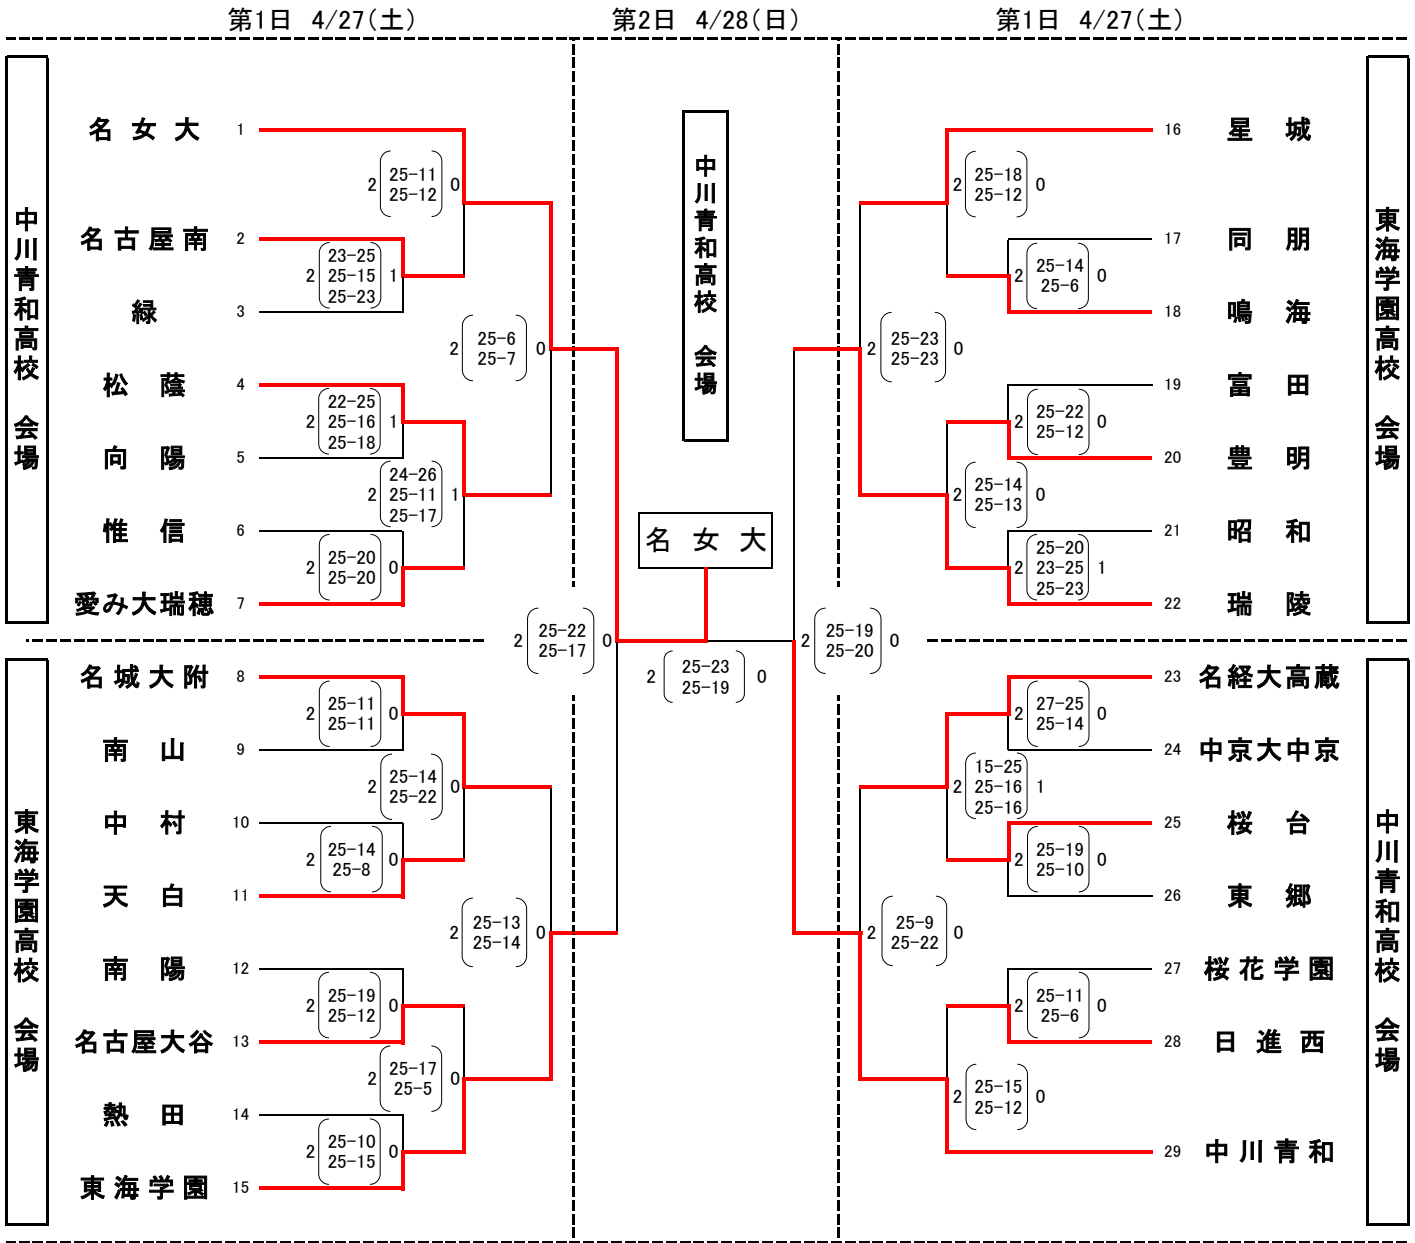 第1日 4/27(土)
第2日 4/28(日)
第1日 4/27(土)
中川青和高校 会場
名女大 1
2 25-11 0
25-12
名古屋南 2
23-25
2 25-15 1
25-23
緑 3
2 25-6 0
25-7
松蔭 4
22-25
2 25-16 1
25-18
向陽 5
24-26
2 25-11 1
25-17
惟信 6
2 25-20 0
25-20
愛み大瑞穂 7
2 25-22 0
25-17
東海学園高校 会場
名城大附 8
2 25-11 0
25-11
南山 9
2 25-14 0
25-22
中村 10
2 25-14 0
25-8
天白 11
2 25-13 0
25-14
南陽 12
2 25-19 0
25-12
名古屋大谷 13
2 25-17 0
25-5
熱田 14
2 25-10 0
25-15
東海学園 15
中川青和高校 会場
名女大
2 25-23 0
25-19
東海学園高校 会場
16 星城
2 25-18 0
25-12
17 同朋
2 25-14 0
25-6
18 鳴海
2 25-23 0
25-23
19 富田
2 25-22 0
25-12
20 豊明
2 25-14 0
25-13
21 昭和
25-20
2 23-25 1
25-23
22 瑞陵
2 25-19 0
25-20
中川青和高校 会場
23 名経大高蔵
2 27-25 0
25-14
24 中京大中京
15-25
2 25-16 1
25-16
25 桜台
2 25-19 0
25-10
26 東郷
2 25-9 0
25-22
27 桜花学園
2 25-11 0
25-6
28 日進西
2 25-15 0
25-12
29 中川青和